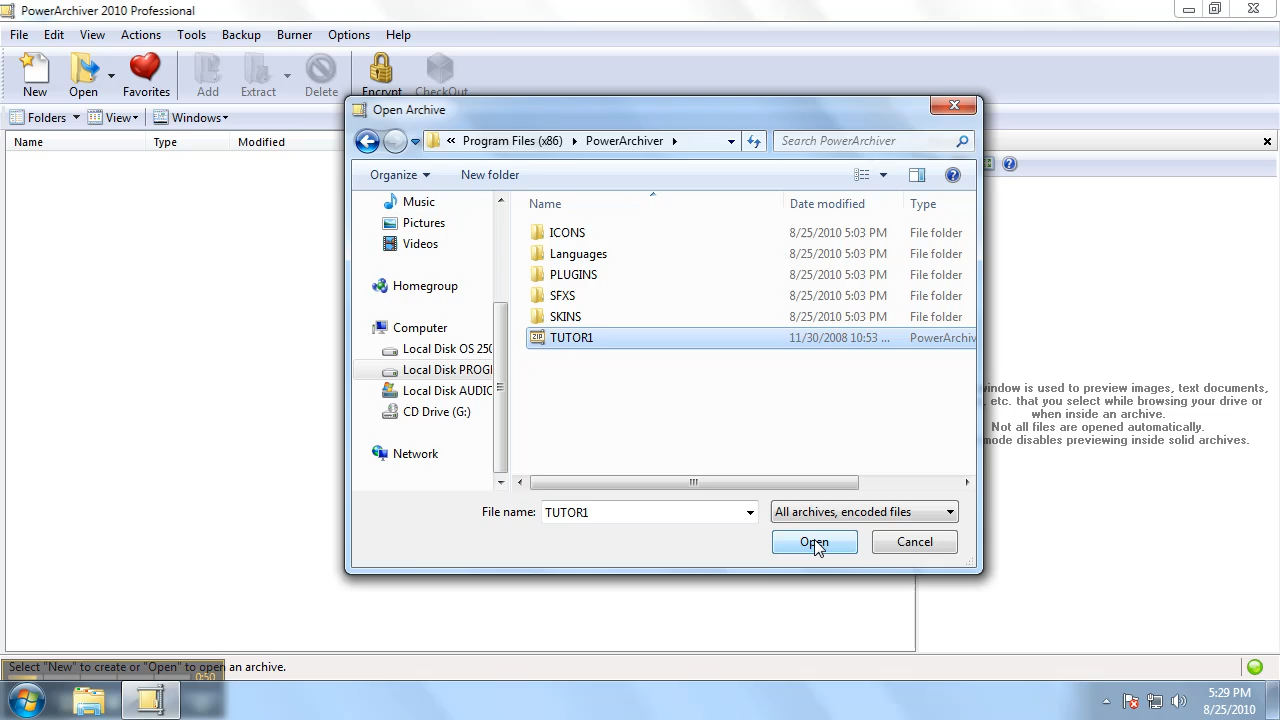 PowerArchiver 2010 Professional
File Edit View Actions Tools Backup Burner Options Help
New Open Favorites Add Extract Delete Encrypt CheckOut
Folders View Windows
Name Type Modified
Open Archive
« Program Files (x86) PowerArchiver Search PowerArchiver
Organize New folder
Name Date modified Type
Music
Pictures
Videos
Homegroup
Computer
Local Disk OS 250
Local Disk PROG
Local Disk AUDIO
CD Drive (G:)
Network
ICONS 8/25/2010 5:03 PM File folder
Languages 8/25/2010 5:03 PM File folder
PLUGINS 8/25/2010 5:03 PM File folder
SFXS 8/25/2010 5:03 PM File folder
SKINS 8/25/2010 5:03 PM File folder
ZIP TUTOR1 11/30/2008 10:53 ... PowerArchiv
File name: TUTOR1 All archives, encoded files
Open Cancel
window is used to preview images, text documents,
etc. that you select while browsing your drive or
when inside an archive.
Not all files are opened automatically.
mode disables previewing inside solid archives.
Select "New" to create or "Open" to open an archive.
0:50
5:29 PM
8/25/2010